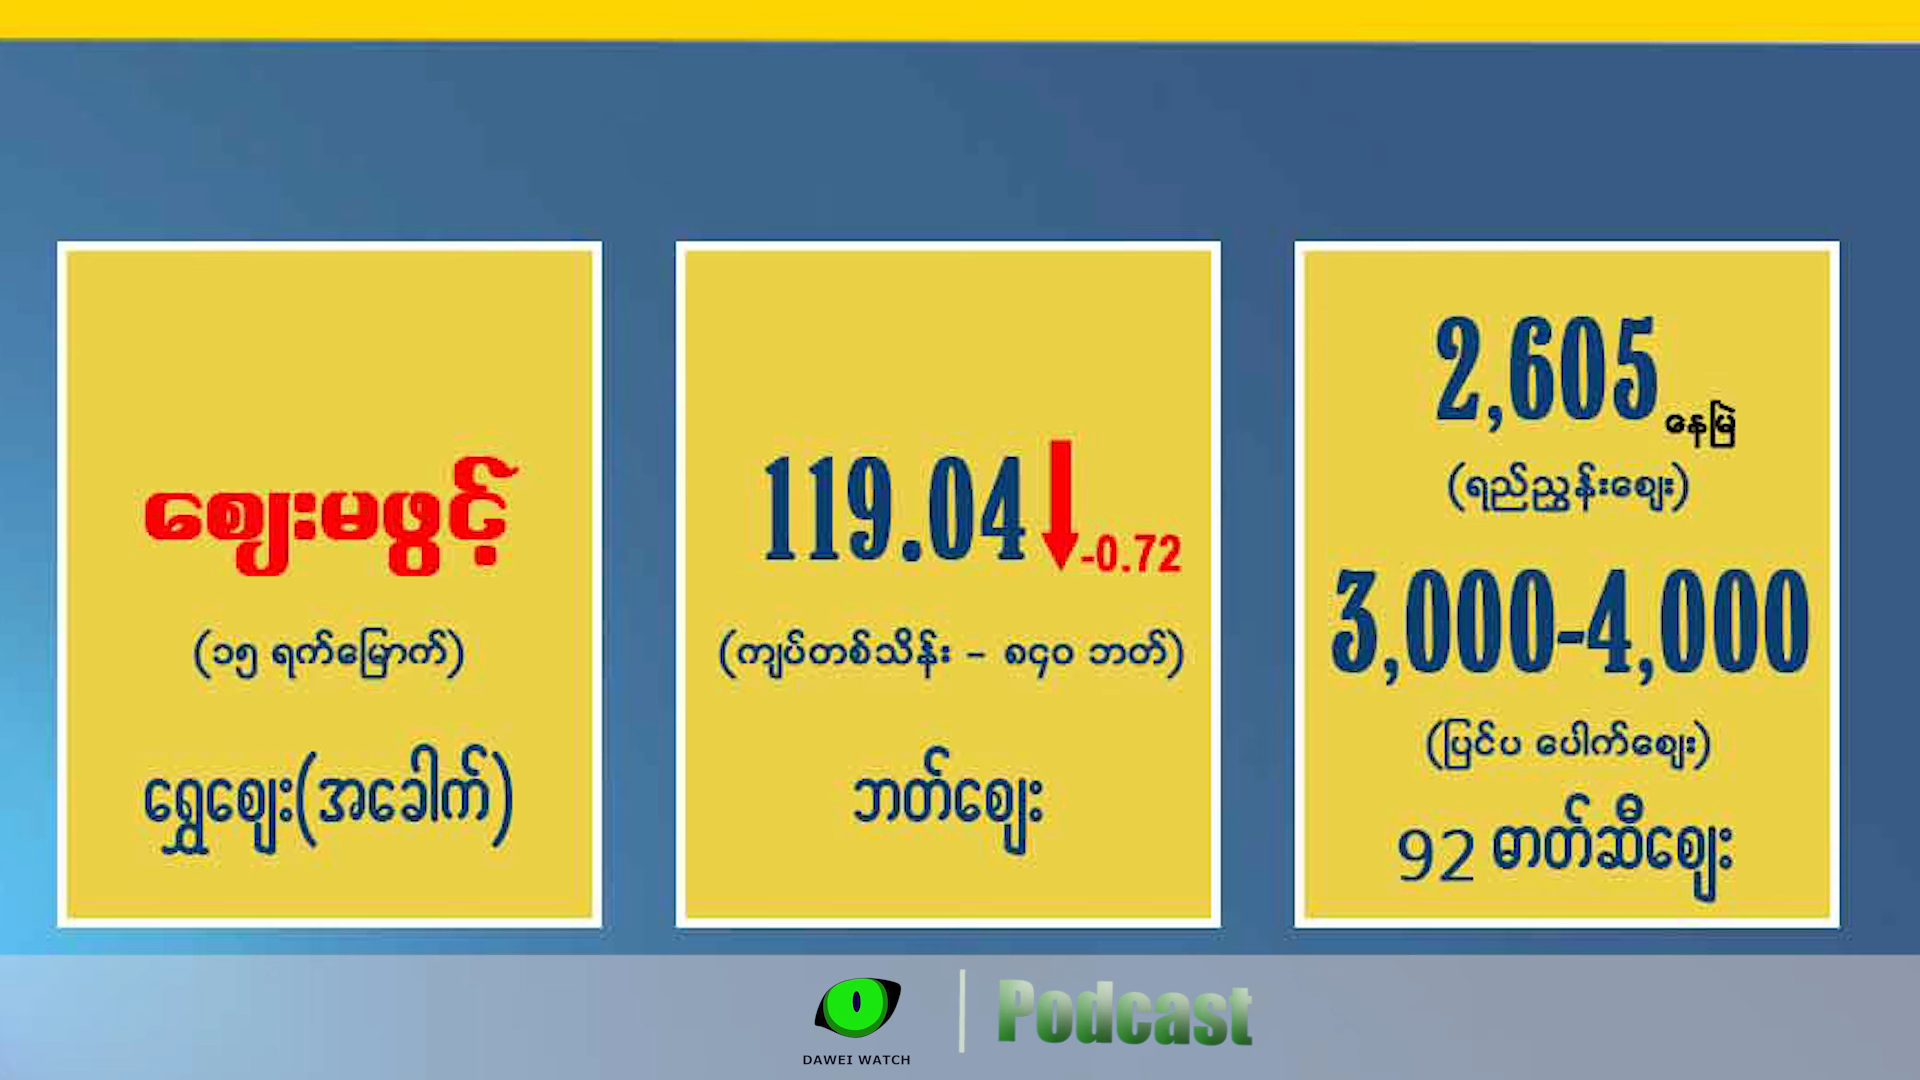 ဈေးမဖွင့်
(၁၅ ရက်မြောက်)
ရွှေဈေး(အခေါက်)
119.04 -0.72
(ကျပ်တစ်သိန်း – ၈၄၀ ဘတ်)
ဘတ်ဈေး
2,605 နေမြဲ
(ရည်ညွှန်းဈေး)
3,000-4,000
(ပြင်ပ ပေါက်ဈေး)
92 ဓာတ်ဆီဈေး
DAWEI WATCH
Podcast